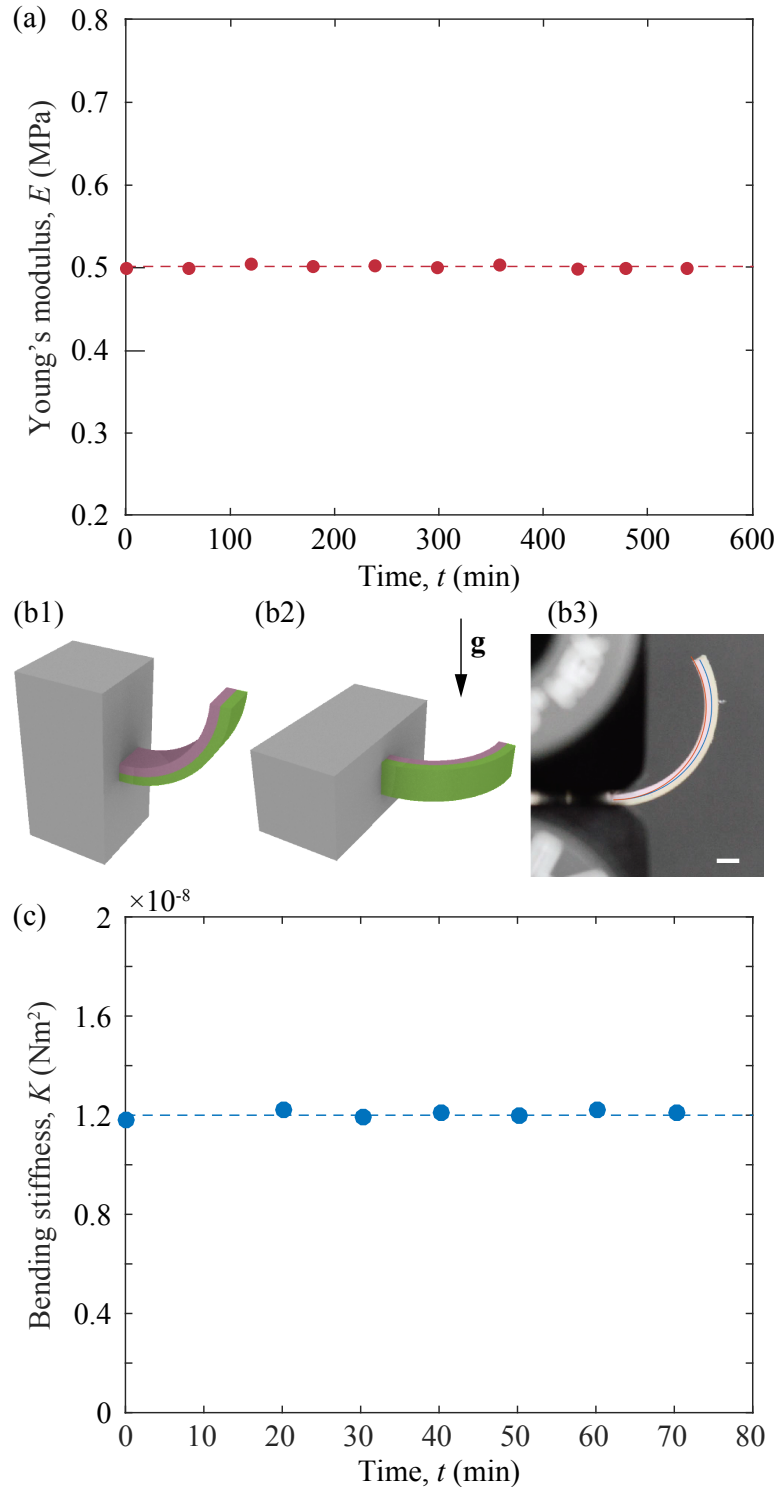 (a)
0.8
0.7
0.6
0.5
0.4
0.3
0.2
Young's modulus, E (MPa)
0 100 200 300 400 500 600
Time, t (min)
(b1) (b2) (b3)
g
(c)
×10⁻⁸
2
1.6
1.2
0.8
0.4
0
Bending stiffness, K (Nm²)
0 10 20 30 40 50 60 70 80
Time, t (min)